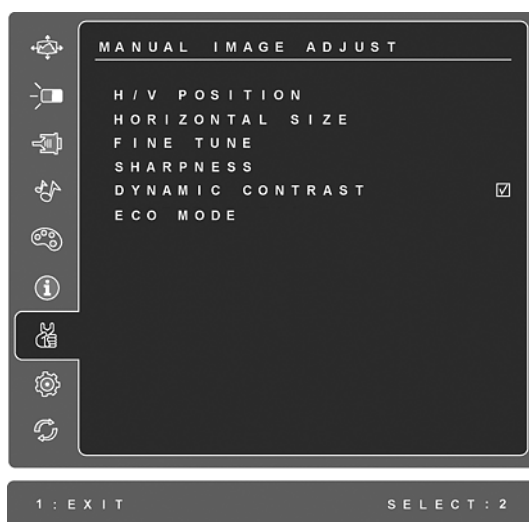 MANUAL IMAGE ADJUST
H/V POSITION
HORIZONTAL SIZE
FINE TUNE
SHARPNESS
DYNAMIC CONTRAST
ECO MODE
1:EXIT SELECT:2